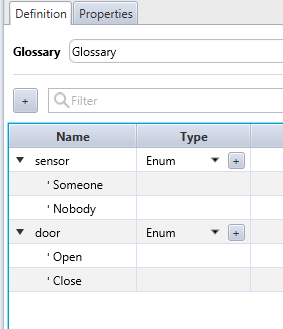 Definition Properties
Glossary Glossary
+ Filter
Name Type
sensor Enum +
' Someone
' Nobody
door Enum +
' Open
' Close